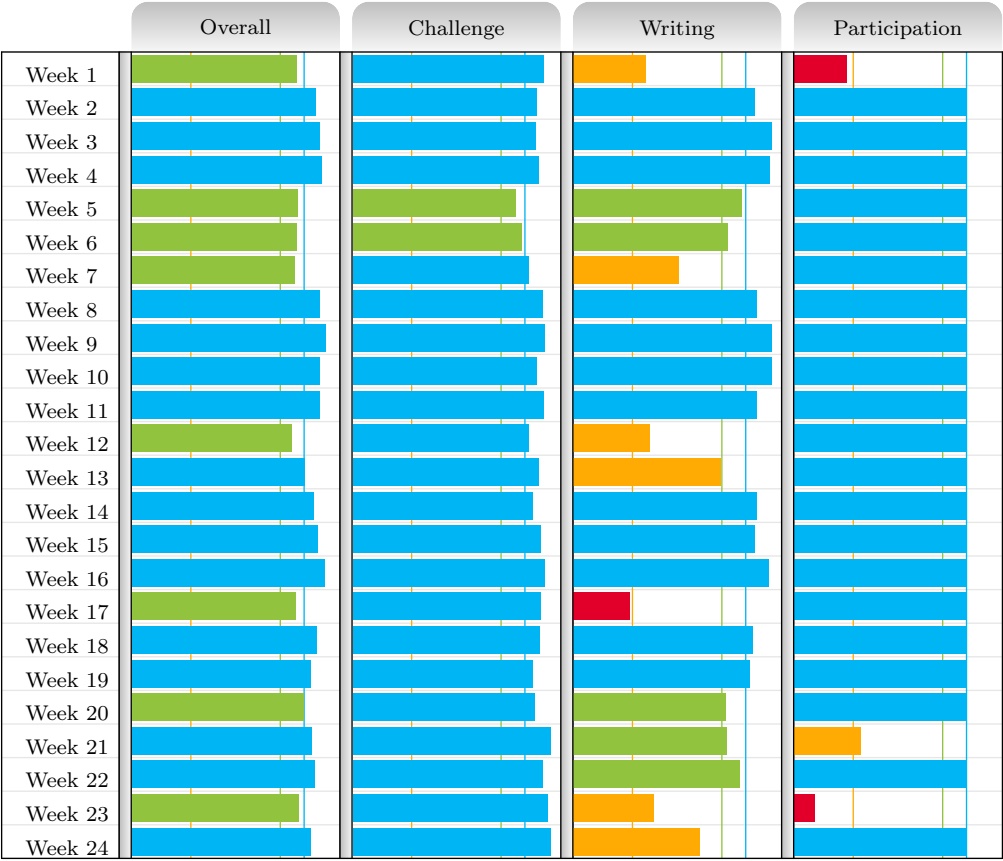 Overall Challenge Writing Participation
Week 1
Week 2
Week 3
Week 4
Week 5
Week 6
Week 7
Week 8
Week 9
Week 10
Week 11
Week 12
Week 13
Week 14
Week 15
Week 16
Week 17
Week 18
Week 19
Week 20
Week 21
Week 22
Week 23
Week 24